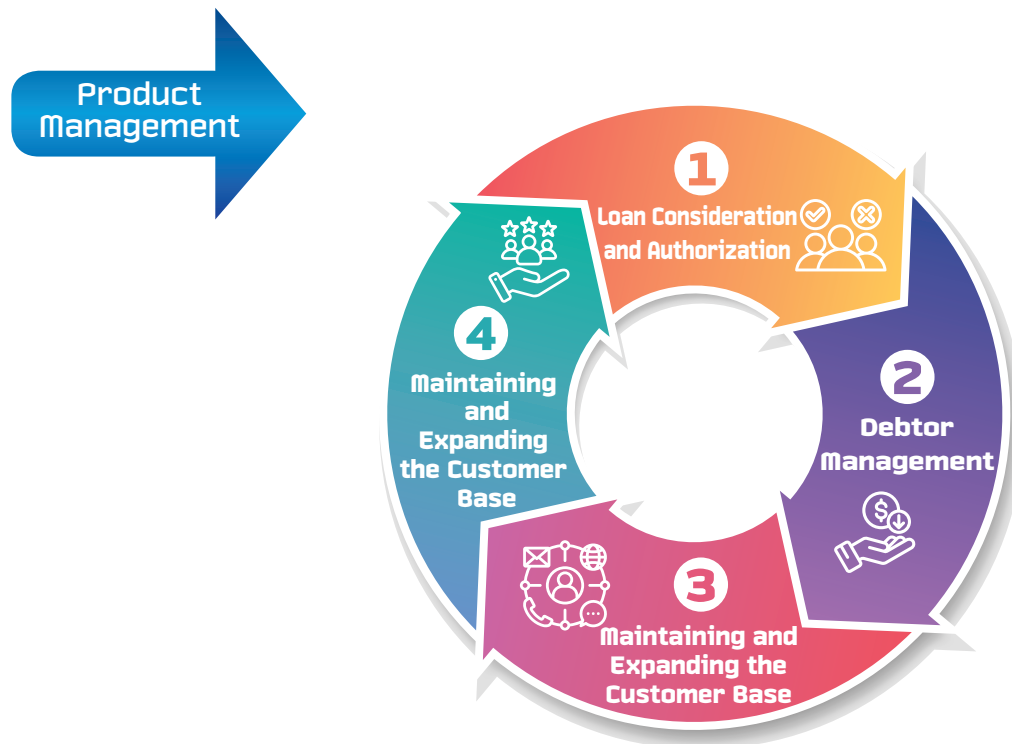 Product
Management
1
Loan Consideration
and Authorization
2
Debtor
Management
$
3
Maintaining and
Expanding the
Customer Base
4
Maintaining
and
Expanding
the Customer
Base